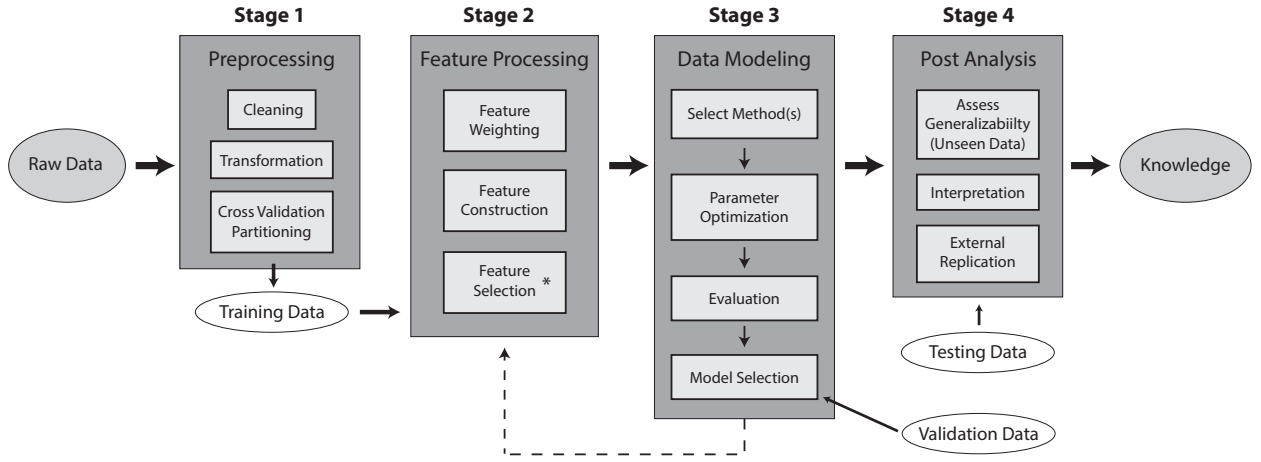 Stage 1
Stage 2
Stage 3
Stage 4
Raw Data
Preprocessing
Cleaning
Transformation
Cross Validation
Partitioning
Training Data
Feature Processing
Feature
Weighting
Feature
Construction
Feature
Selection *
Data Modeling
Select Method(s)
Parameter
Optimization
Evaluation
Model Selection
Post Analysis
Assess
Generalizabiilty
(Unseen Data)
Interpretation
External
Replication
Testing Data
Validation Data
Knowledge